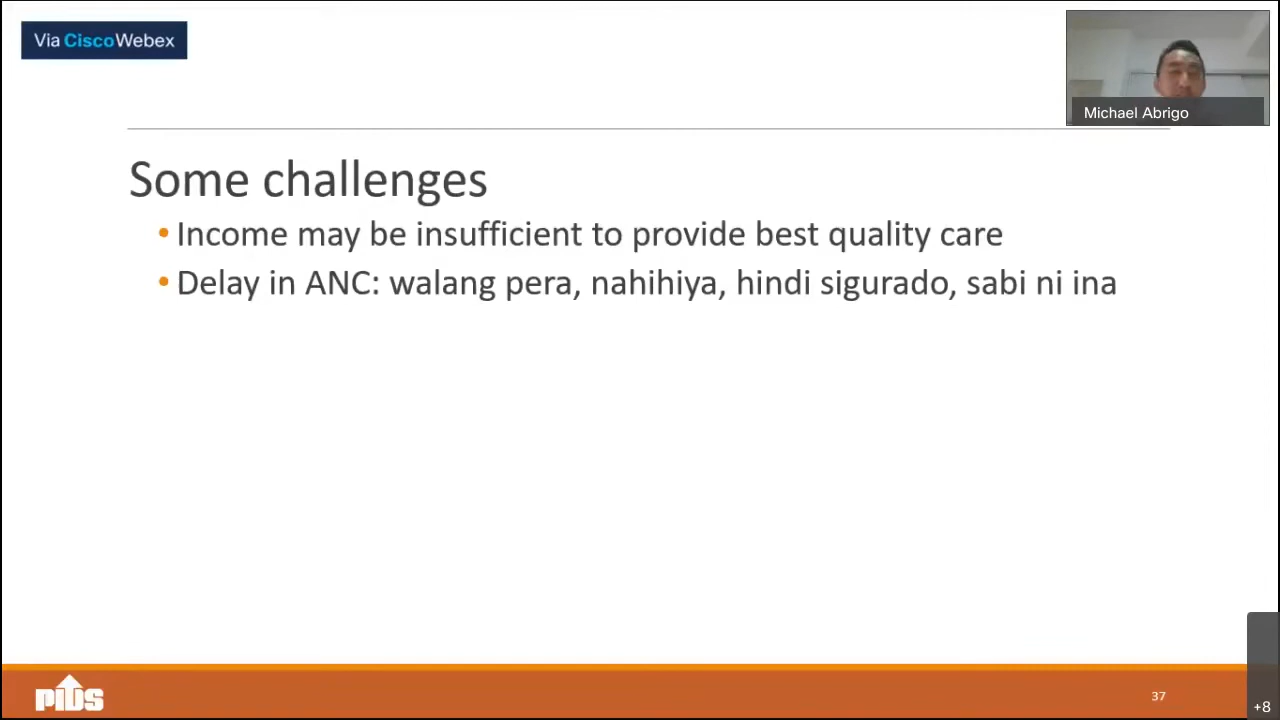 Via CiscoWebex
Michael Abrigo
Some challenges
• Income may be insufficient to provide best quality care
• Delay in ANC: walang pera, nahihiya, hindi sigurado, sabi ni ina
PIDS
37
+8